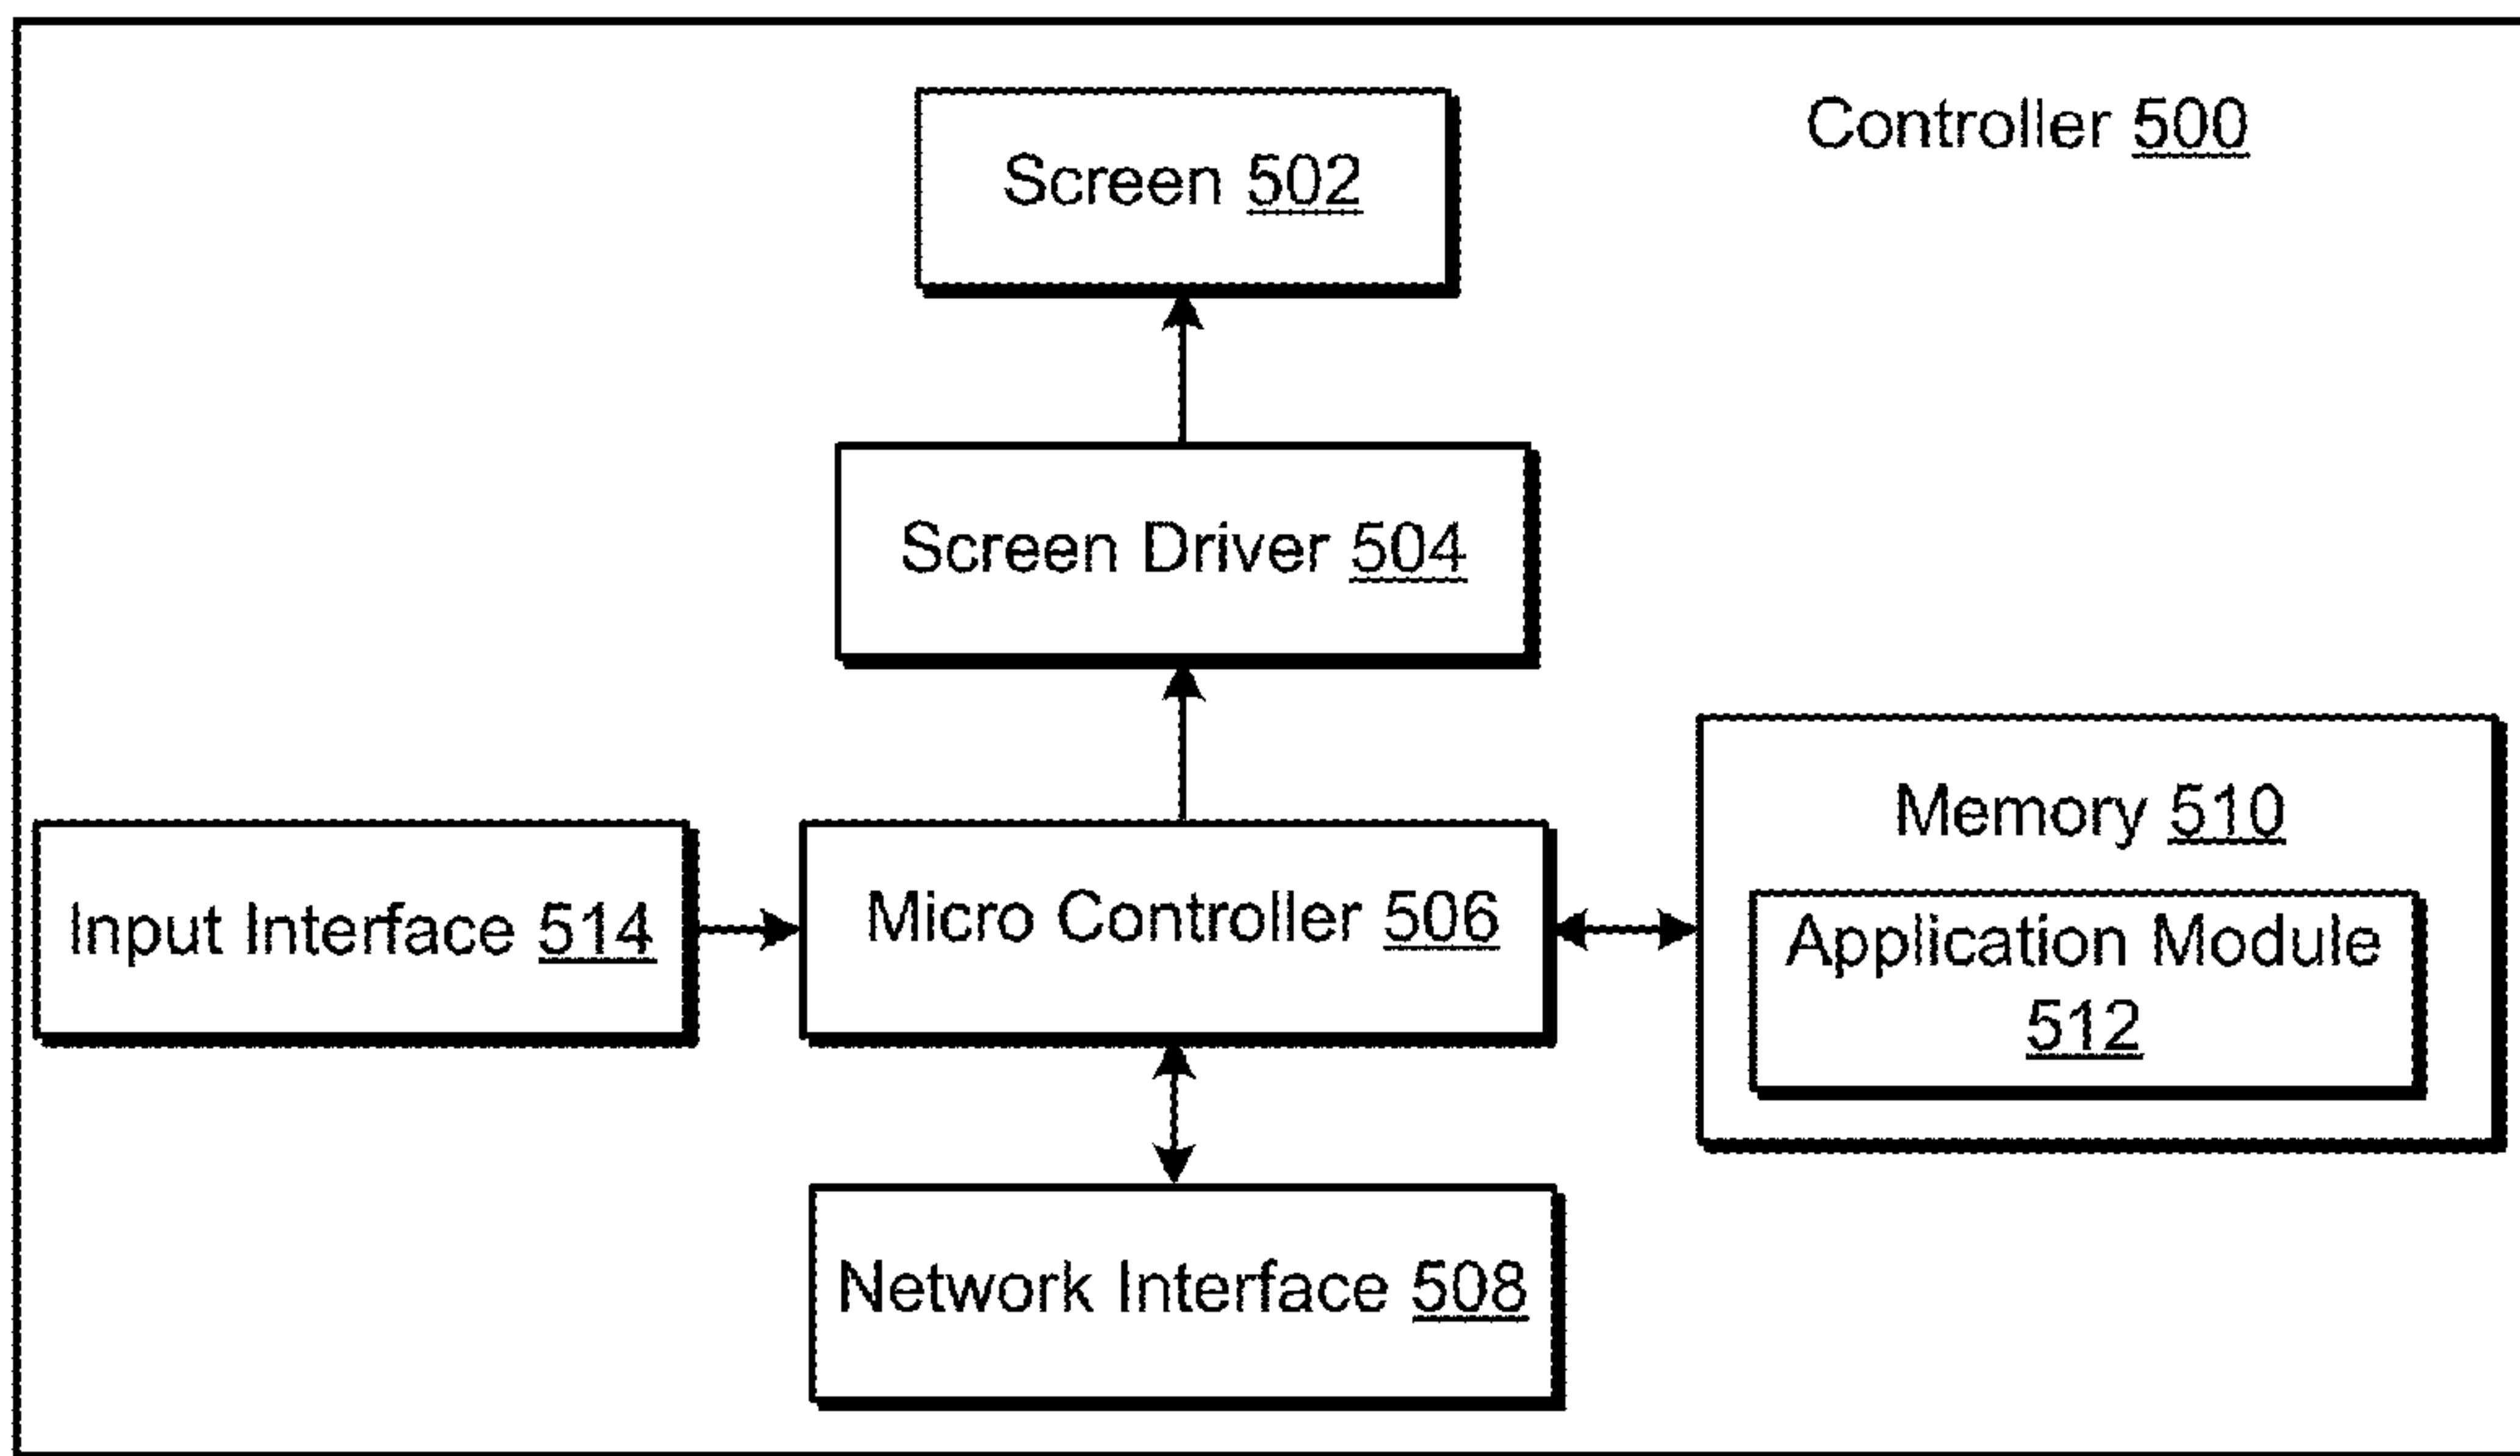 Controller 500
Screen 502
Screen Driver 504
Input Interface 514
Micro Controller 506
Memory 510
Application Module
512
Network Interface 508